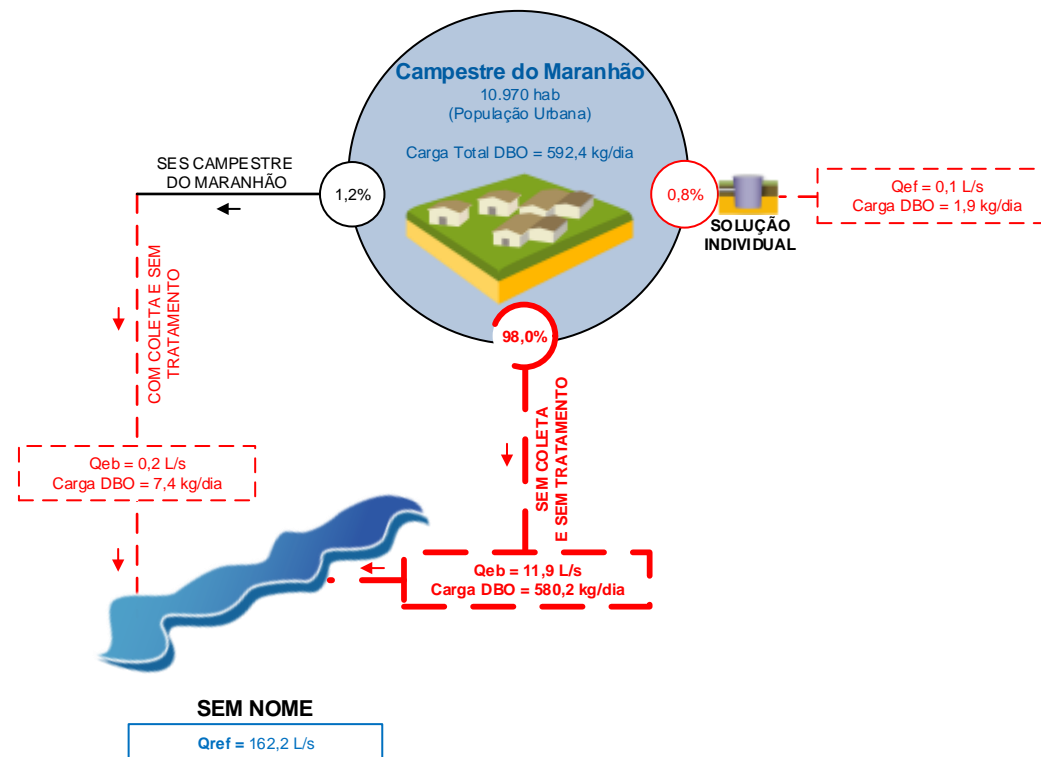 Campestre do Maranhão
10.970 hab
(População Urbana)
Carga Total DBO = 592,4 kg/dia
SES CAMPESTRE
DO MARANHÃO
1,2%
0,8%
SOLUÇÃO
INDIVIDUAL
Qef = 0,1 L/s
Carga DBO = 1,9 kg/dia
98,0%
COM COLETA E SEM
TRATAMENTO
SEM COLETA
E SEM TRATAMENTO
Qeb = 0,2 L/s
Carga DBO = 7,4 kg/dia
Qeb = 11,9 L/s
Carga DBO = 580,2 kg/dia
SEM NOME
Qref = 162,2 L/s